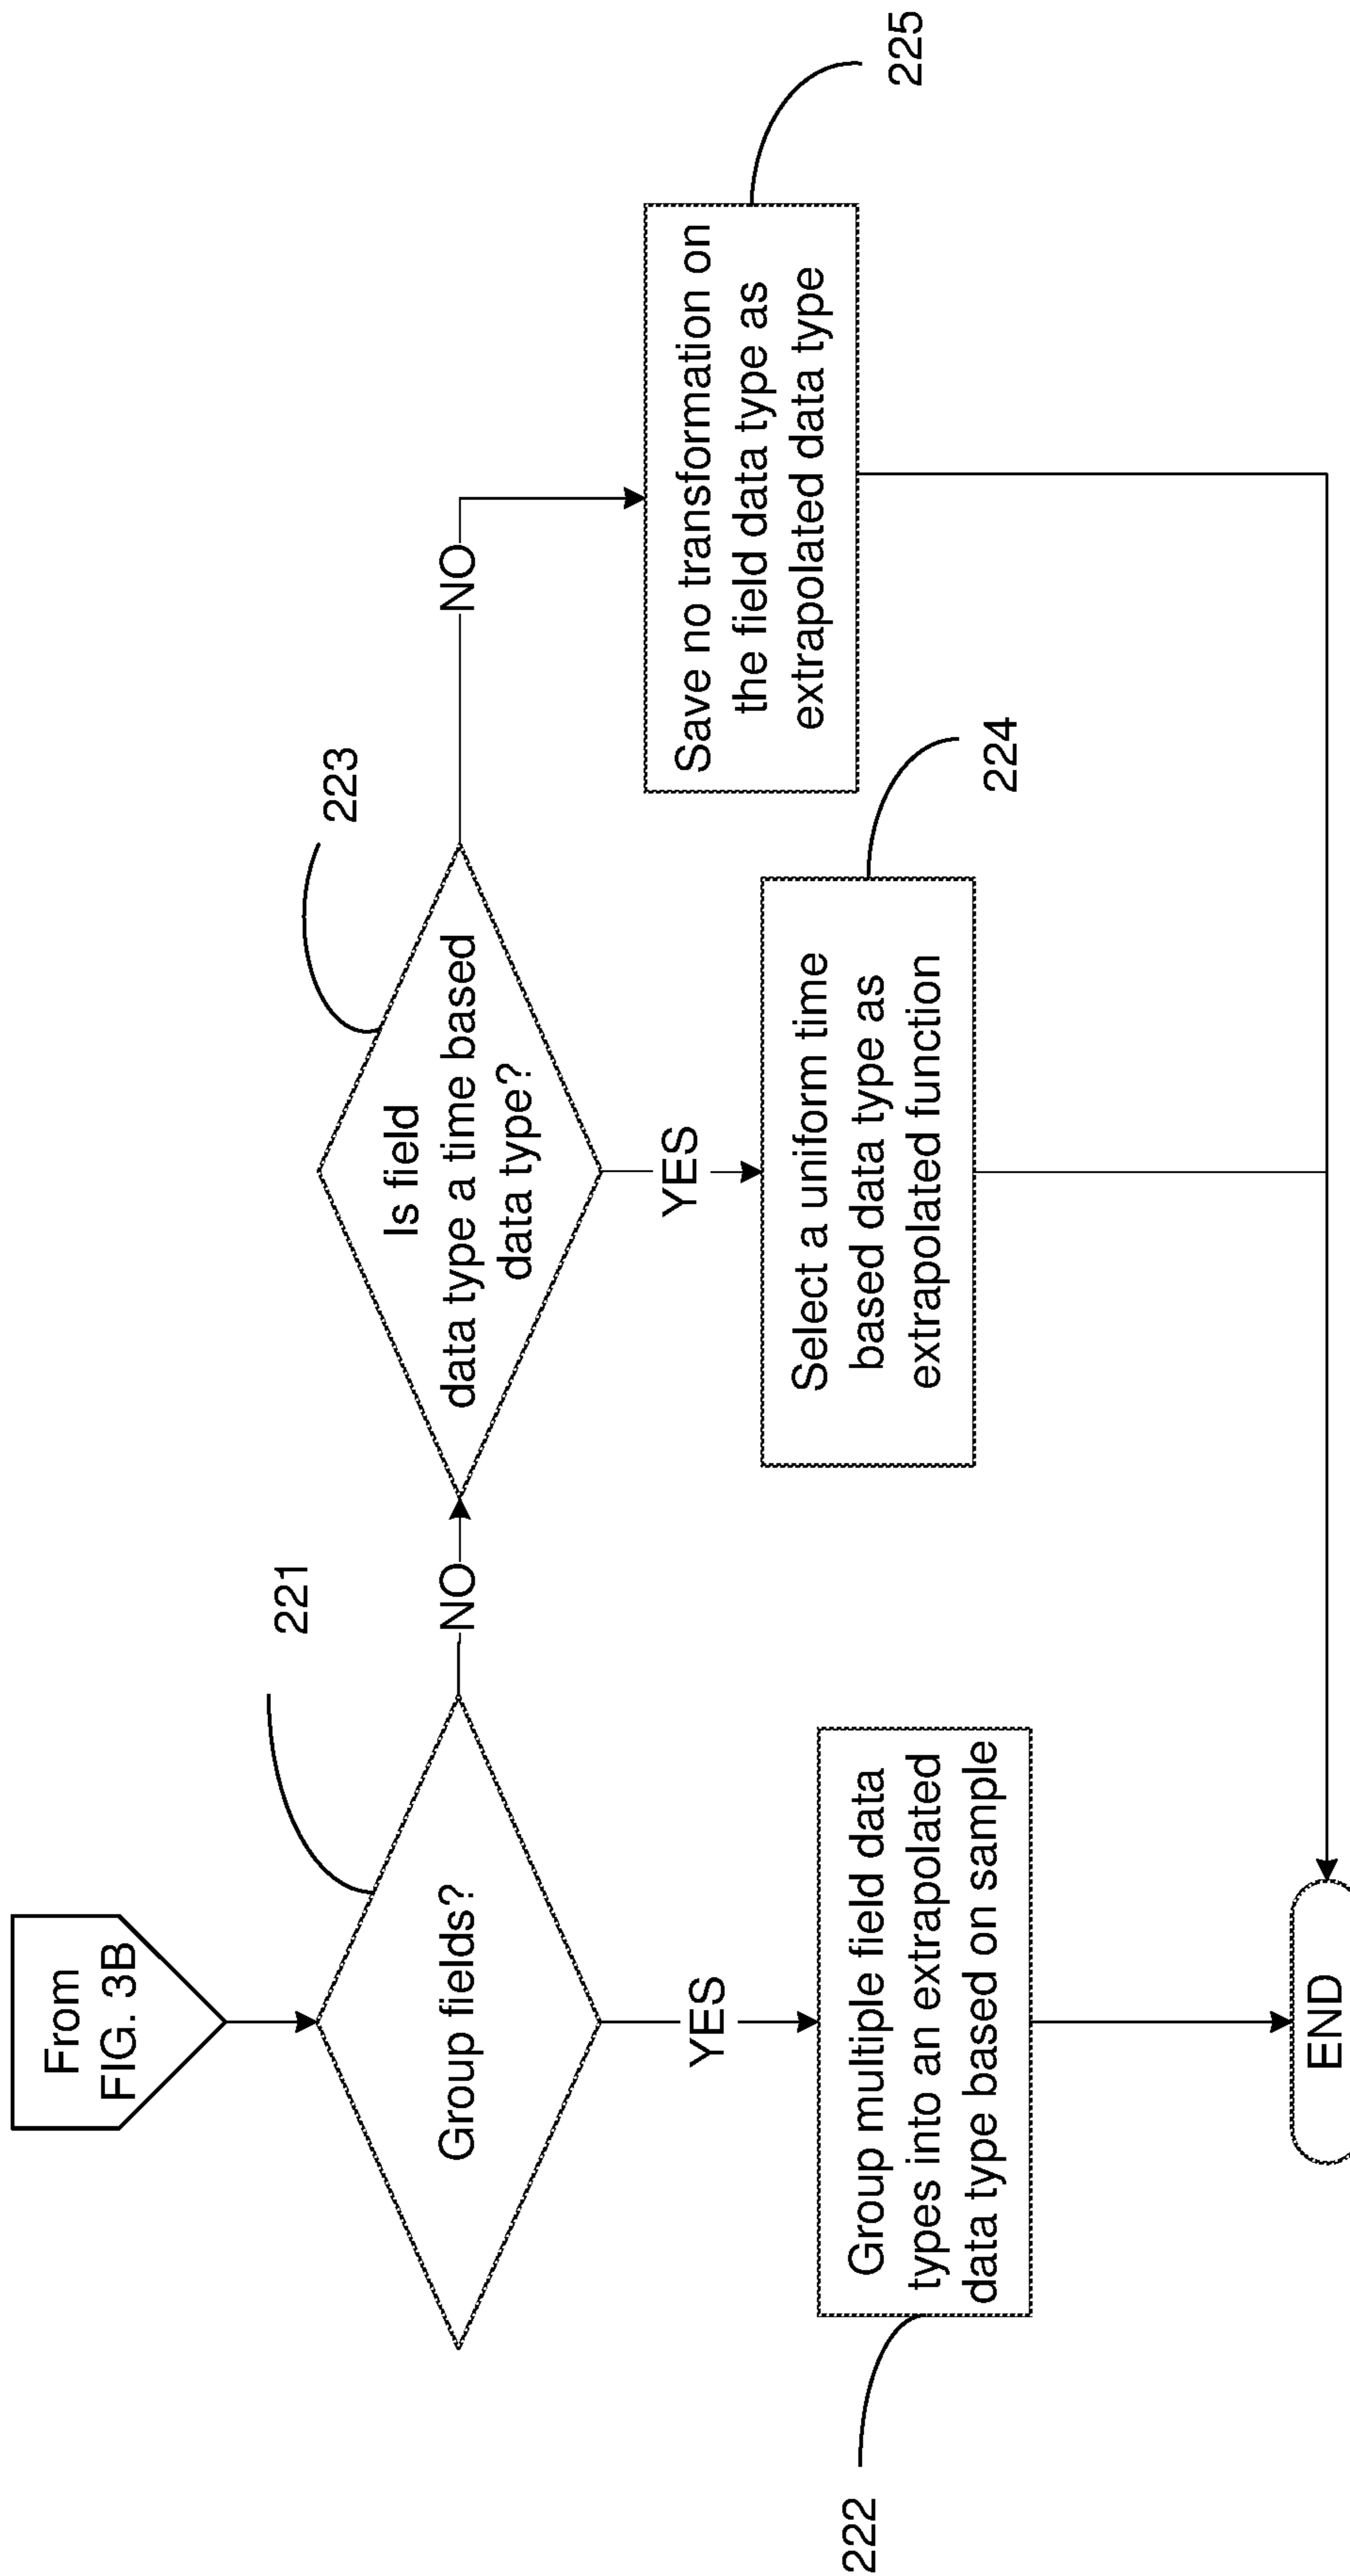 From
FIG. 3B
221
Group fields?
NO
YES
222
Group multiple field data
types into an extrapolated
data type based on sample
223
Is field
data type a time based
data type?
NO
YES
Select a uniform time
based data type as
extrapolated function
224
Save no transformation on
the field data type as
extrapolated data type
225
END